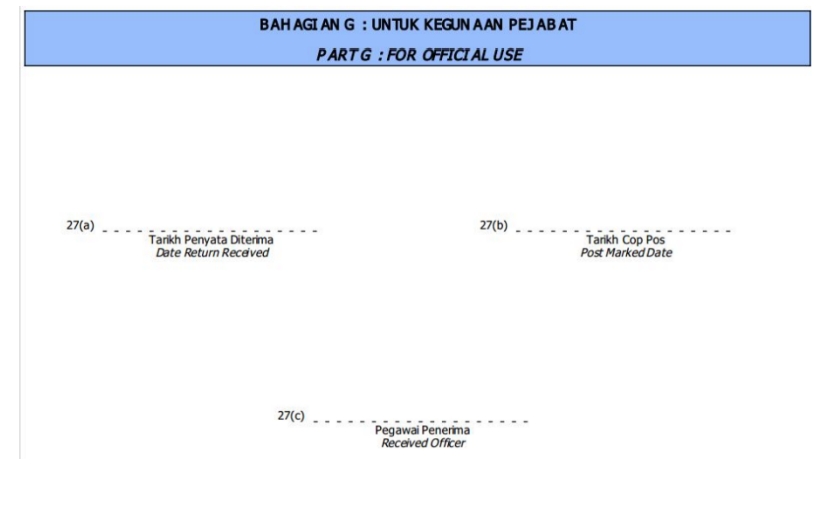 BAHAGIAN G : UNTUK KEGUNAAN PEJABAT
PART G : FOR OFFICIAL USE
27(a) _ _ _ _ _ _ _ _ _ _ _ _ _ _ _ _ _ _ _
Tarikh Penyata Diterima
Date Return Received
27(b) _ _ _ _ _ _ _ _ _ _ _ _ _ _ _ _ _ _ _
Tarikh Cop Pos
Post Marked Date
27(c) _ _ _ _ _ _ _ _ _ _ _ _ _ _ _ _ _ _ _
Pegawai Penerima
Received Officer